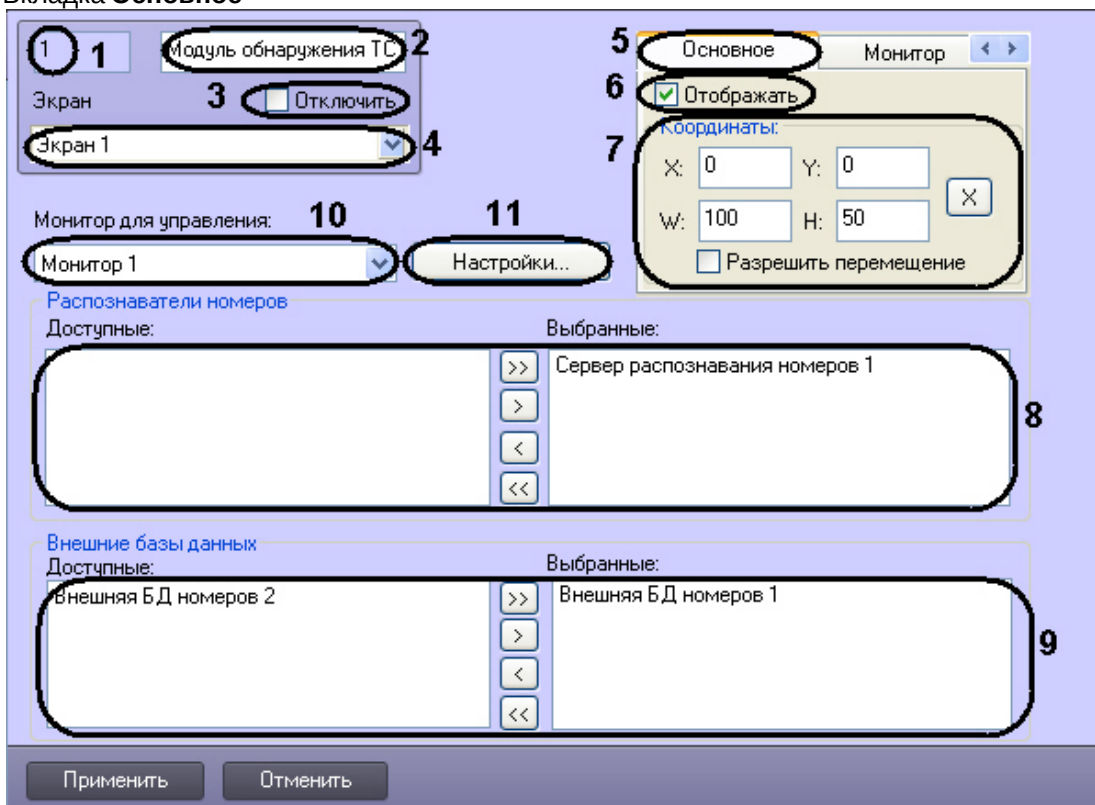 Вкладка Основное
1 1 Модуль обнаружения ТС 2
Экран 3 Отключить
Экран 1 4
5 Основное Монитор
6 Отображать
Координаты:
7 X: 0 Y: 0 X
W: 100 H: 50
Разрешить перемещение
Монитор для управления: 10 11
Монитор 1 Настройки...
Распознаватели номеров
Доступные: Выбранные:
>> Сервер распознавания номеров 1
>
8
<
<<
Внешние базы данных
Доступные: Выбранные:
Внешняя БД номеров 2 >> Внешняя БД номеров 1
>
9
<
<<
Применить Отменить